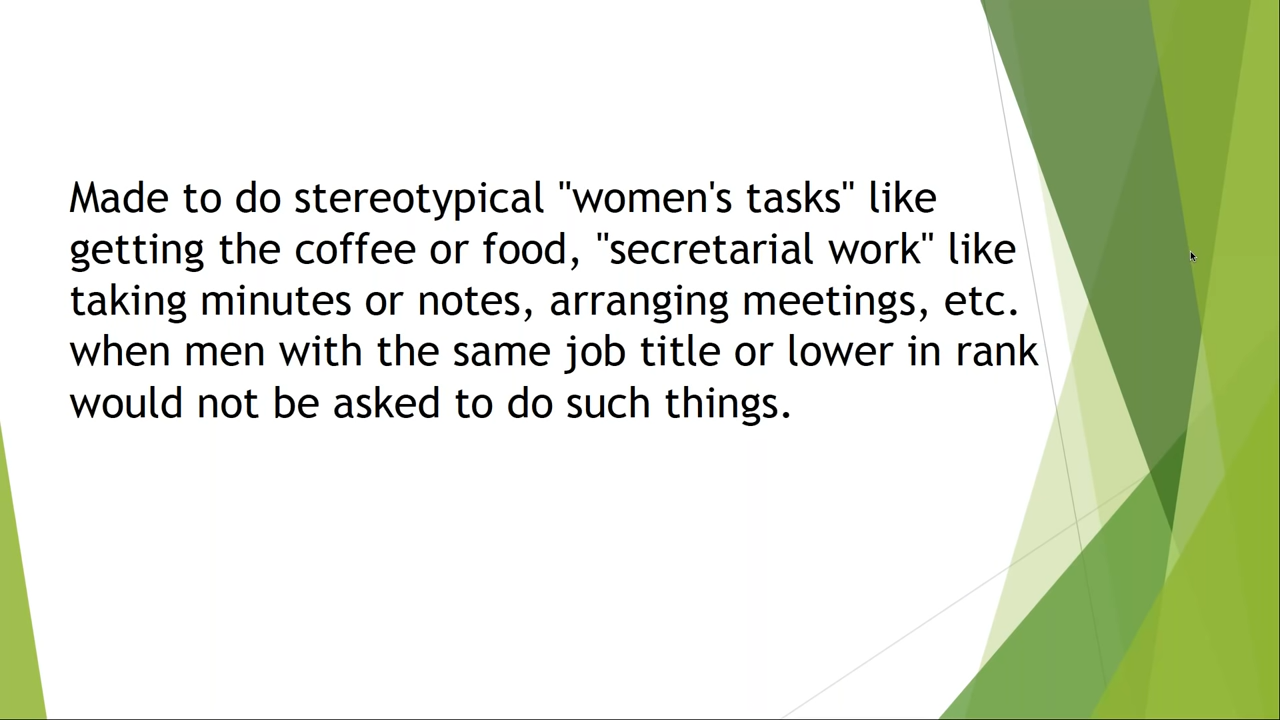 Made to do stereotypical "women's tasks" like
getting the coffee or food, "secretarial work" like
taking minutes or notes, arranging meetings, etc.
when men with the same job title or lower in rank
would not be asked to do such things.